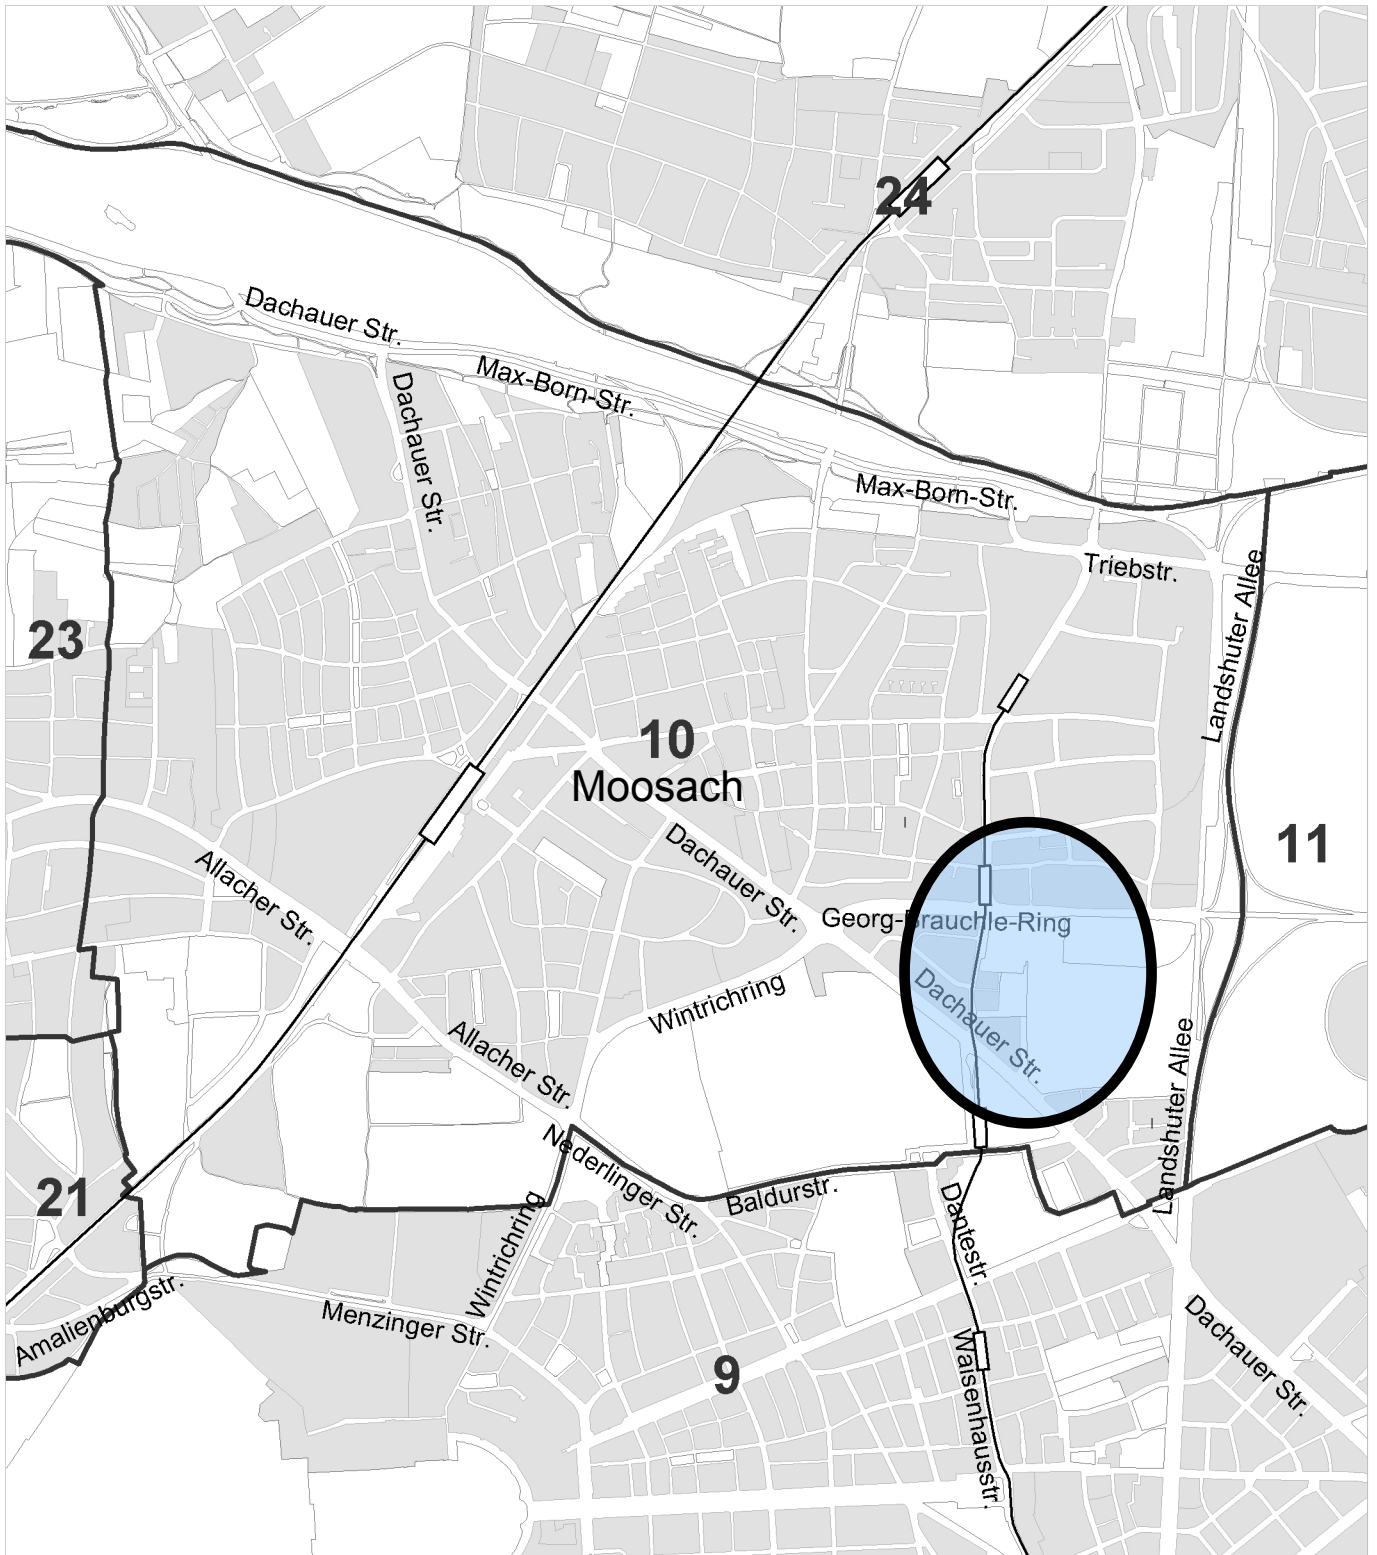 24
Dachauer Str.
Max-Born-Str.
Dachauer Str.
Max-Born-Str.
Triebstr.
Landshuter Allee
23
10
Moosach
11
Dachauer Str.
Allacher Str.
Georg-Brauchle-Ring
Dachauer Str.
Wintrichring
Allacher Str.
Landshuter Allee
Nederlinger Str.
21
Baldurstr.
Wintrichring
Dantestr.
Amalienburgstr.
Menzinger Str.
Dachauer Str.
9
Waisenhausstr.